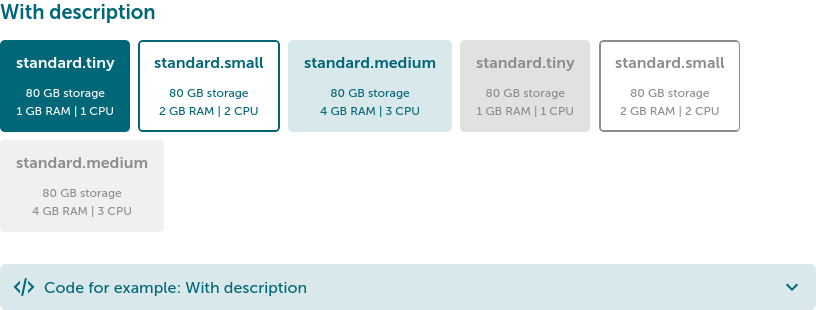 With description
standard.tiny
80 GB storage
1 GB RAM | 1 CPU
standard.small
80 GB storage
2 GB RAM | 2 CPU
standard.medium
80 GB storage
4 GB RAM | 3 CPU
standard.tiny
80 GB storage
1 GB RAM | 1 CPU
standard.small
80 GB storage
2 GB RAM | 2 CPU
standard.medium
80 GB storage
4 GB RAM | 3 CPU
Code for example: With description